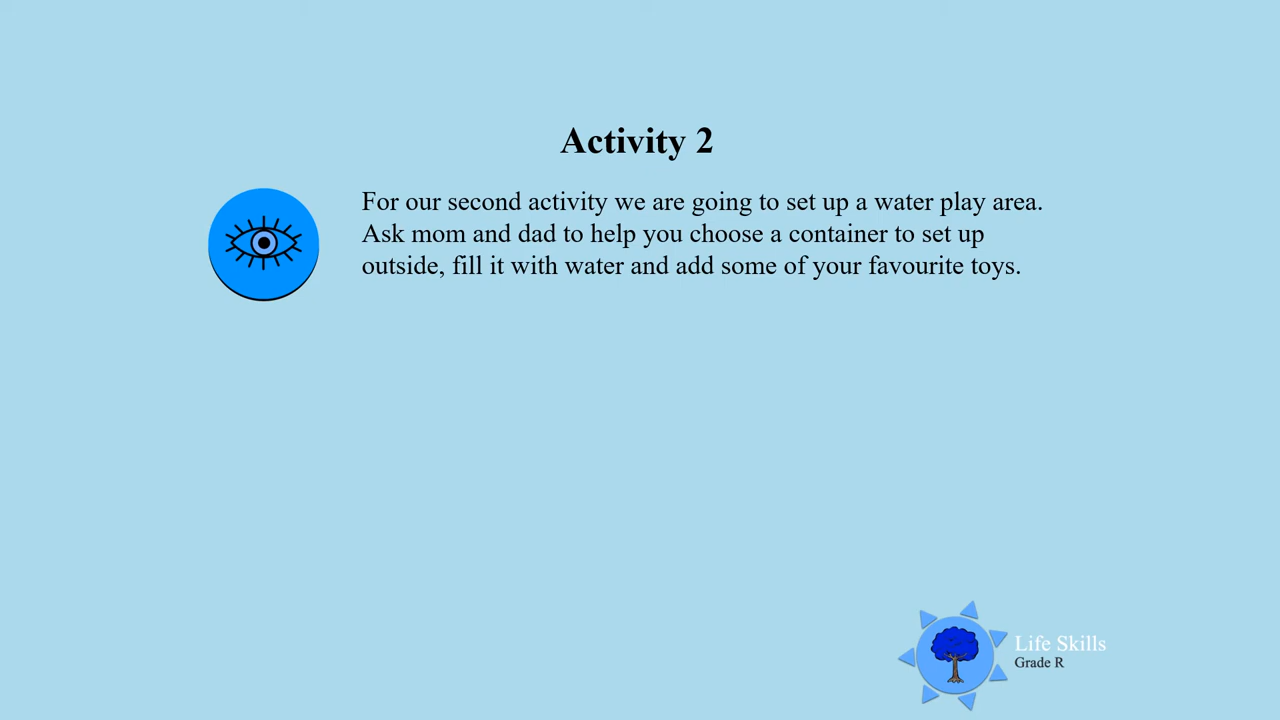 Activity 2
For our second activity we are going to set up a water play area.
Ask mom and dad to help you choose a container to set up
outside, fill it with water and add some of your favourite toys.
Life Skills
Grade R